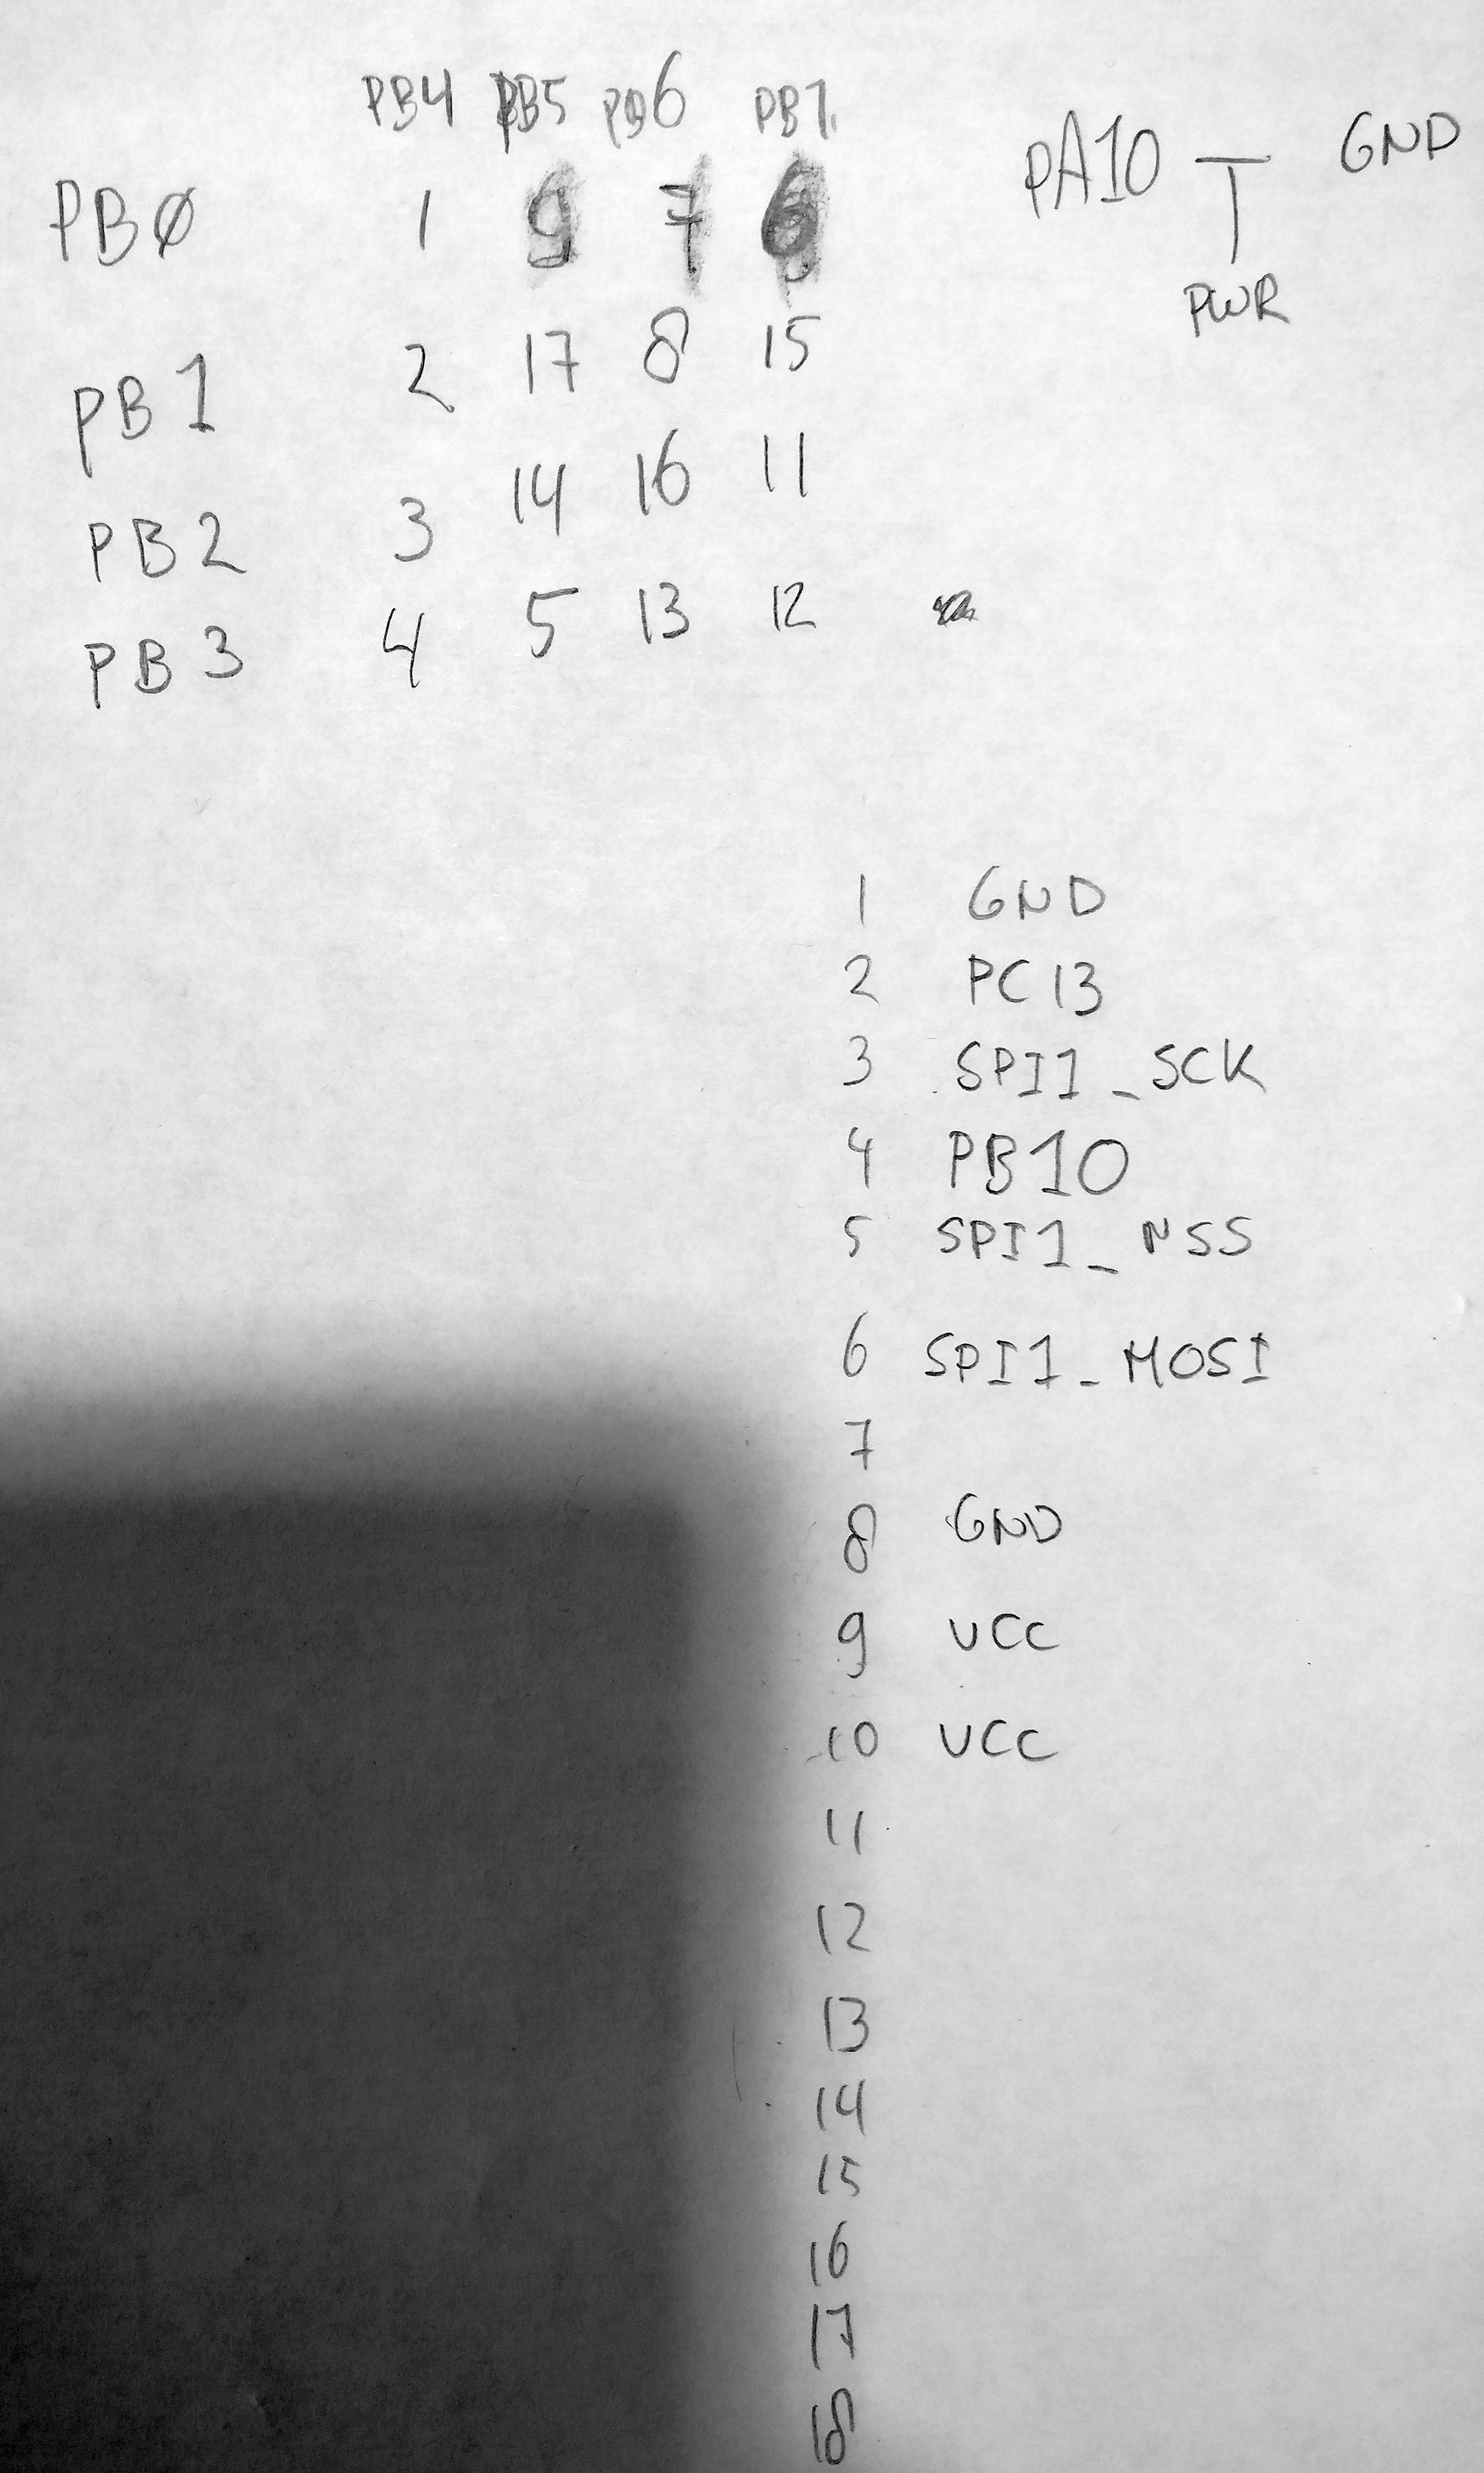 PB4 PB5 PB6 PB7
PBØ 1 9 7 6
PB1 2 17 8 15
PB2 3 14 16 11
PB3 4 5 13 12
PA10 GND
PWR
1 GND
2 PC13
3 SPI1_SCK
4 PB10
5 SPI1_NSS
6 SPI1_MOSI
7
8 GND
9 VCC
10 VCC
11
12
13
14
15
16
17
18